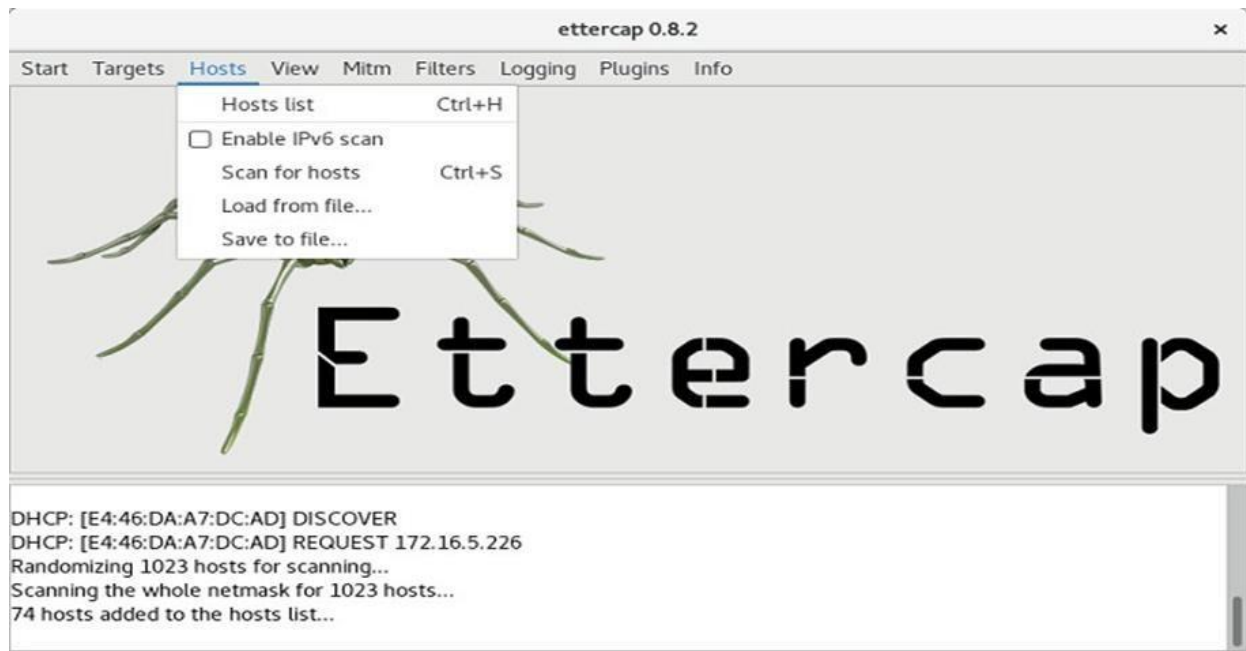 ettercap 0.8.2 ×
Start Targets Hosts View Mitm Filters Logging Plugins Info
Hosts list Ctrl+H
Enable IPv6 scan
Scan for hosts Ctrl+S
Load from file...
Save to file...
Ettercap
DHCP: [E4:46:DA:A7:DC:AD] DISCOVER
DHCP: [E4:46:DA:A7:DC:AD] REQUEST 172.16.5.226
Randomizing 1023 hosts for scanning...
Scanning the whole netmask for 1023 hosts...
74 hosts added to the hosts list...